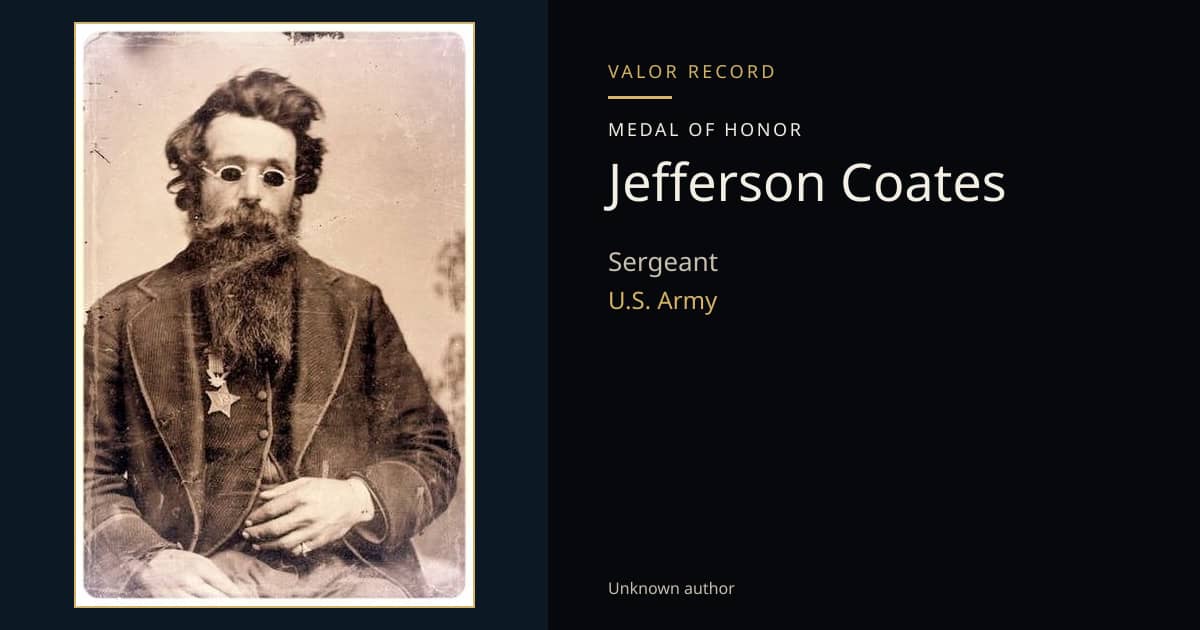 VALOR RECORD
MEDAL OF HONOR
Jefferson Coates
Sergeant
U.S. Army
Unknown author